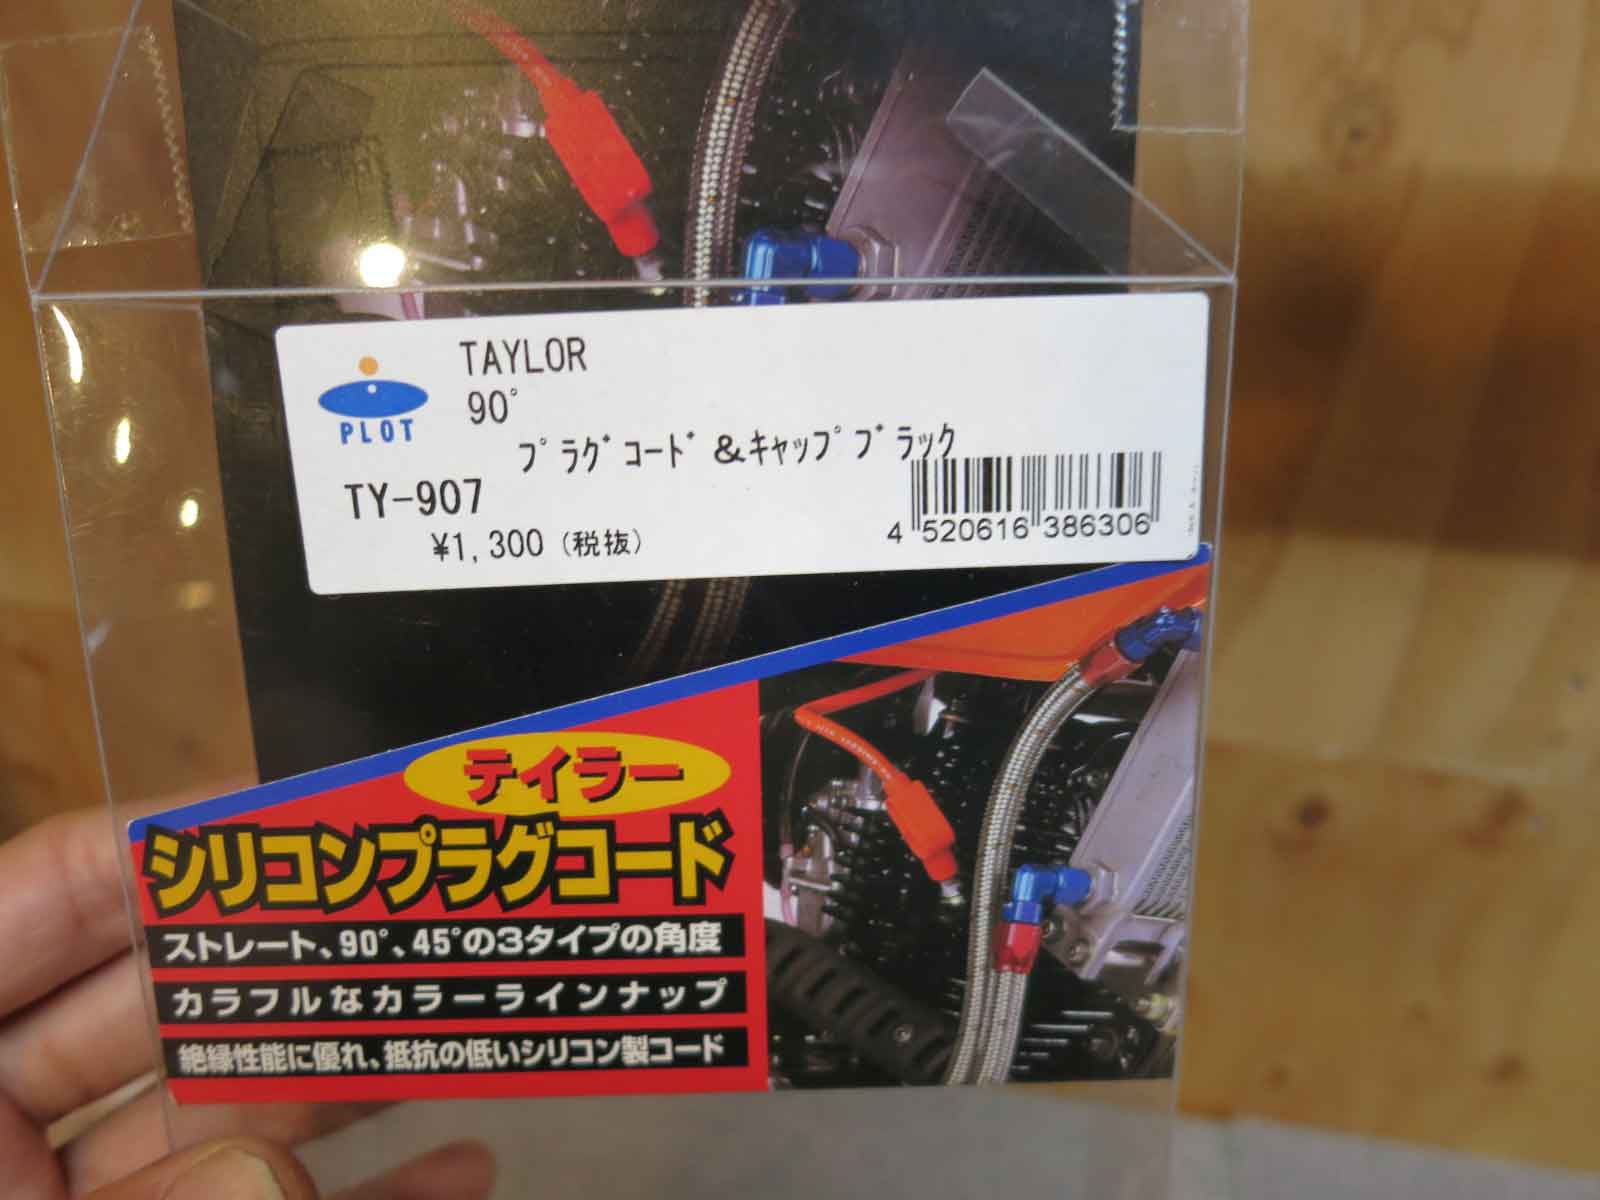 TAYLOR
90°
PLOT
ﾌﾟﾗｸﾞｺｰﾄﾞ&ｷｬｯﾌﾟﾌﾞﾗｯｸ
TY-907
¥1,300 (税抜)
4 520616 386306
テイラー
シリコンプラグコード
ストレート、90°、45°の3タイプの角度
カラフルなカラーラインナップ
絶縁性能に優れ、抵抗の低いシリコン製コード